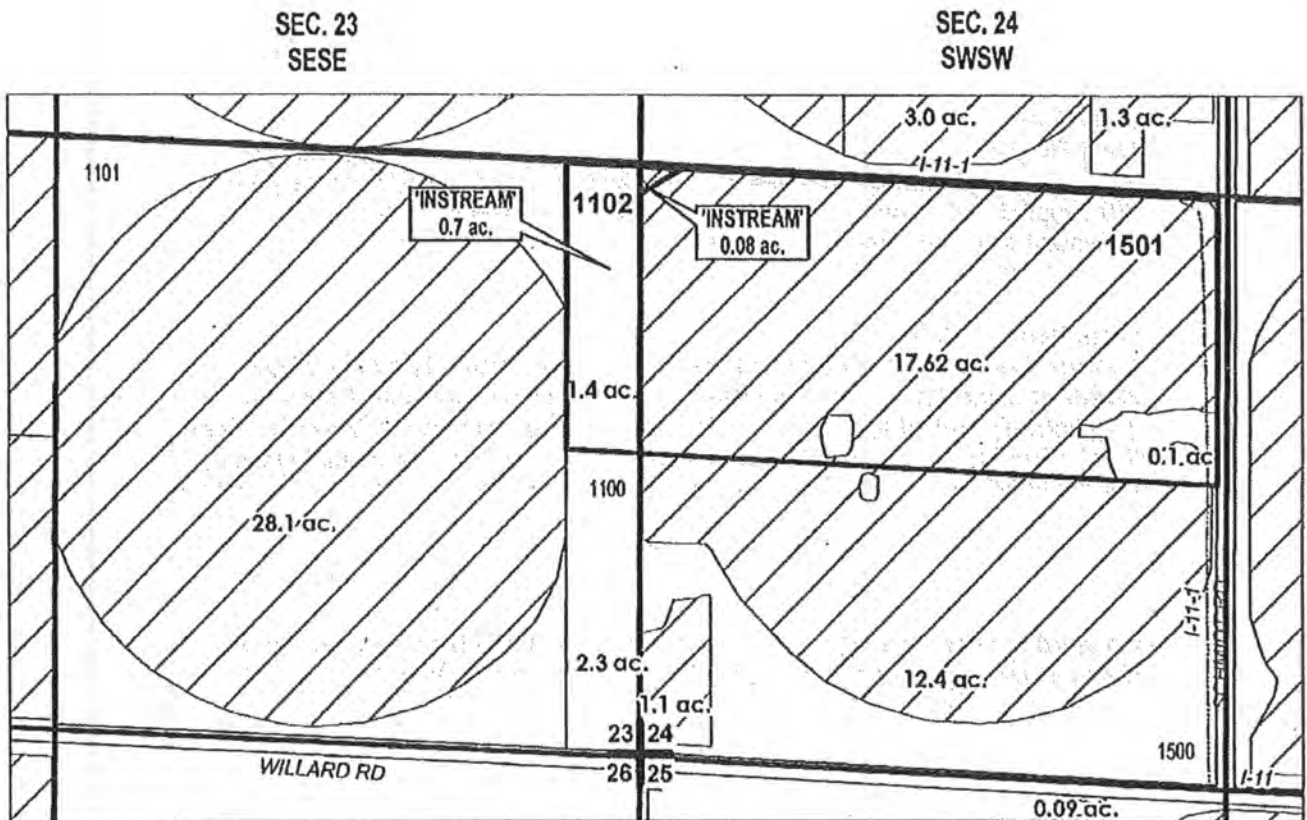 SEC. 23
SESE
SEC. 24
SWSW
3.0 ac.
1.3 ac.
I-11-1
1101
'INSTREAM'
0.7 ac.
1102
'INSTREAM'
0.08 ac.
1501
17.62 ac.
1.4 ac.
0.1 ac
1100
28.1 ac.
I-11-1
2.3 ac.
1.1 ac.
12.4 ac.
23 24
1500
WILLARD RD
26 25
I-11
0.09 ac.